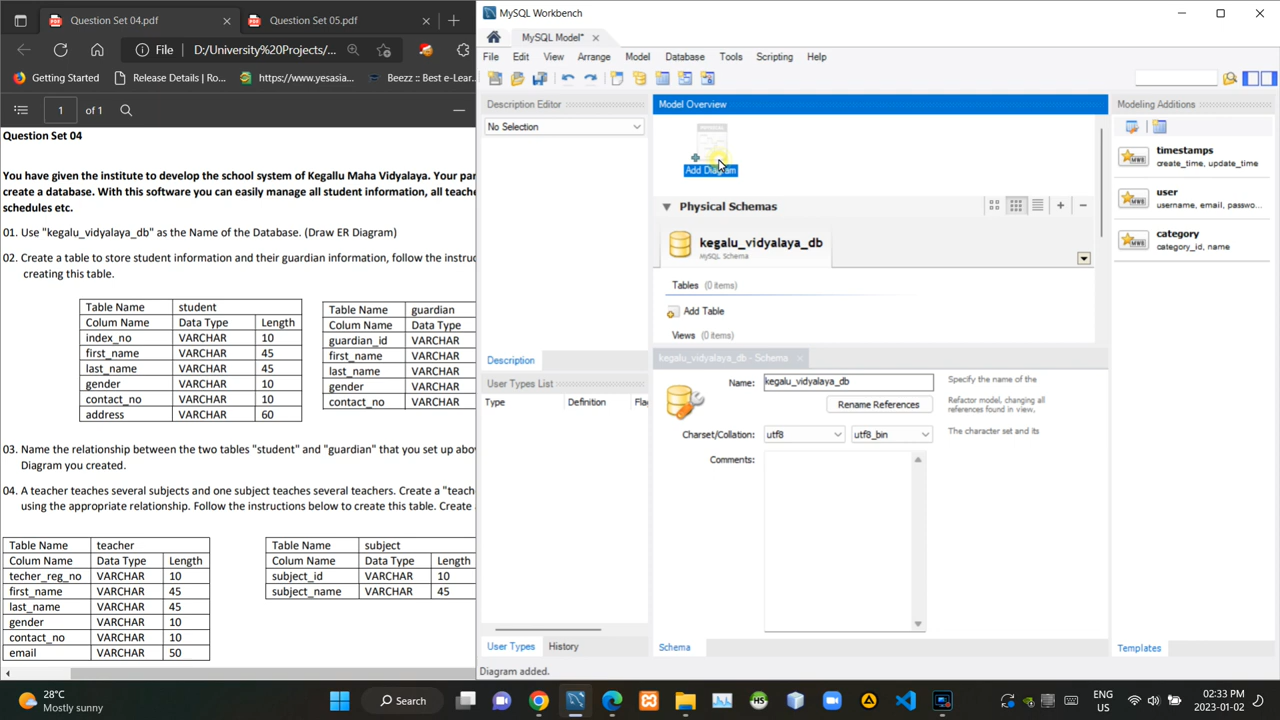 Question Set 04.pdf
Question Set 05.pdf
File
D:/University%20Projects/...
Getting Started
Release Details | Ro...
https://www.yesasia...
Beezz :: Best e-Lear...
1
of 1
Question Set 04
You have given the institute to develop the school system of Kegallu Maha Vidyalaya. Your par
create a database. With this software you can easily manage all student information, all teache
schedules etc.
01. Use "kegallu_vidyalaya_db" as the Name of the Database. (Draw ER Diagram)
02. Create a table to store student information and their guardian information, follow the instruc
creating this table.
Table Name student
Colum Name Data Type Length
index_no VARCHAR 10
first_name VARCHAR 45
last_name VARCHAR 45
gender VARCHAR 10
contact_no VARCHAR 10
address VARCHAR 60
Table Name guardian
Colum Name Data Type
guardian_id VARCHAR
first_name VARCHAR
last_name VARCHAR
gender VARCHAR
contact_no VARCHAR
03. Name the relationship between the two tables "student" and "guardian" that you set up abov
Diagram you created.
04. A teacher teaches several subjects and one subject teaches several teachers. Create a "teach
using the appropriate relationship. Follow the instructions below to create this table. Create
Table Name teacher
Colum Name Data Type Length
techer_reg_no VARCHAR 10
first_name VARCHAR 45
last_name VARCHAR 45
gender VARCHAR 10
contact_no VARCHAR 10
email VARCHAR 50
Table Name subject
Colum Name Data Type Length
subject_id VARCHAR 10
subject_name VARCHAR 45
MySQL Workbench
MySQL Model*
File Edit View Arrange Model Database Tools Scripting Help
Description Editor
No Selection
Description
User Types List
Type Definition Flag
User Types History
Model Overview
Add Diagram
Physical Schemas
kegalu_vidyalaya_db
MySQL Schema
Tables (0 items)
Add Table
Views (0 items)
kegalu_vidyalaya_db - Schema
Name: kegalu_vidyalaya_db
Specify the name of the
Rename References
Refactor model, changing all
references found in view,
Charset/Collation: utf8 utf8_bin
The character set and its
Comments:
Schema
Modeling Additions
timestamps
create_time, update_time
user
username, email, passwo...
category
category_id, name
Templates
Diagram added.
28°C
Mostly sunny
Search
ENG
US
02:33 PM
2023-01-02